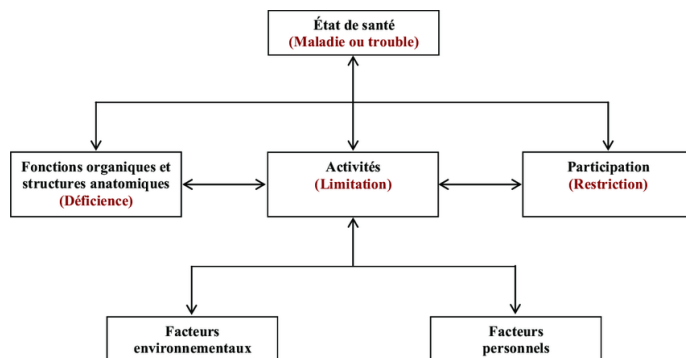 État de santé
(Maladie ou trouble)
Fonctions organiques et
structures anatomiques
(Déficience)
Activités
(Limitation)
Participation
(Restriction)
Facteurs
environnementaux
Facteurs
personnels